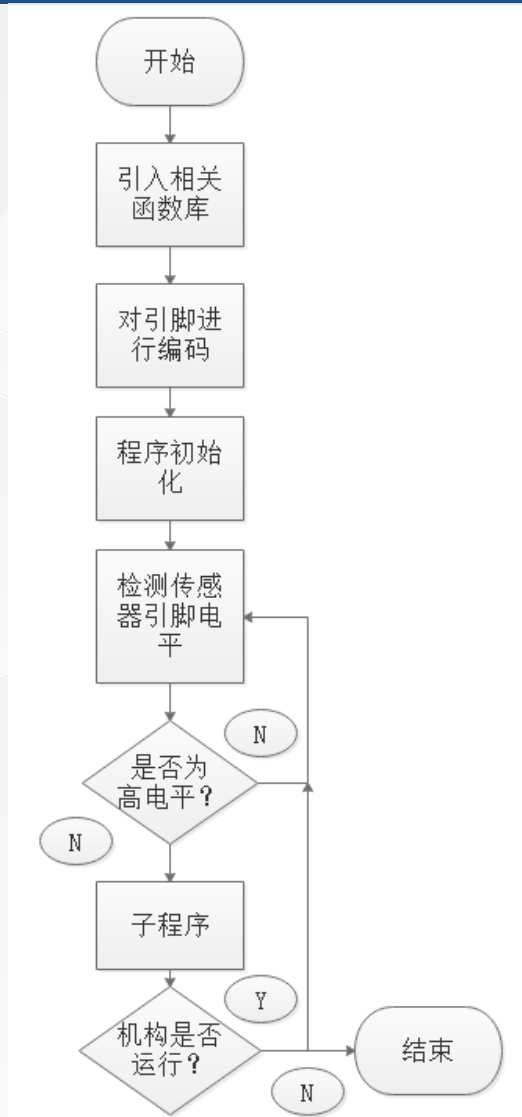 开始
引入相关
函数库
对引脚进
行编码
程序初始
化
检测传感
器引脚电
平
N
是否为
高电平？
N
子程序
Y
机构是否
运行？
结束
N